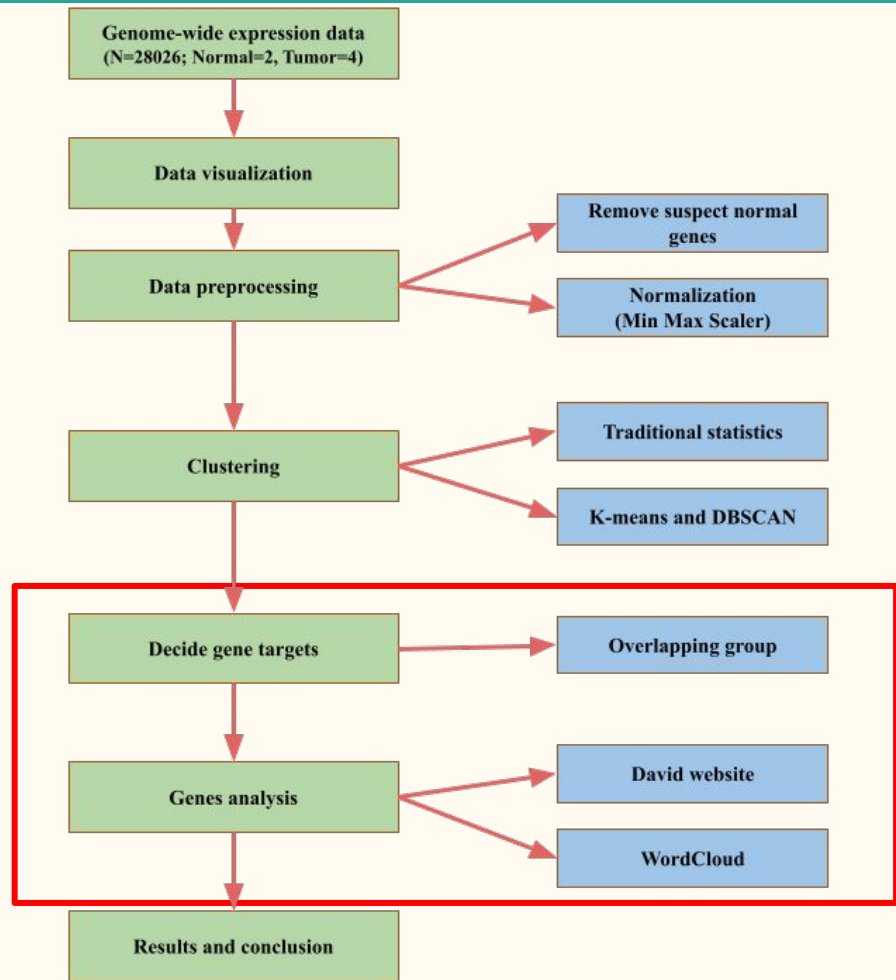 Genome-wide expression data
(N=28026; Normal=2, Tumor=4)
Data visualization
Remove suspect normal
genes
Data preprocessing
Normalization
(Min Max Scaler)
Traditional statistics
Clustering
K-means and DBSCAN
Decide gene targets
Overlapping group
David website
Genes analysis
WordCloud
Results and conclusion